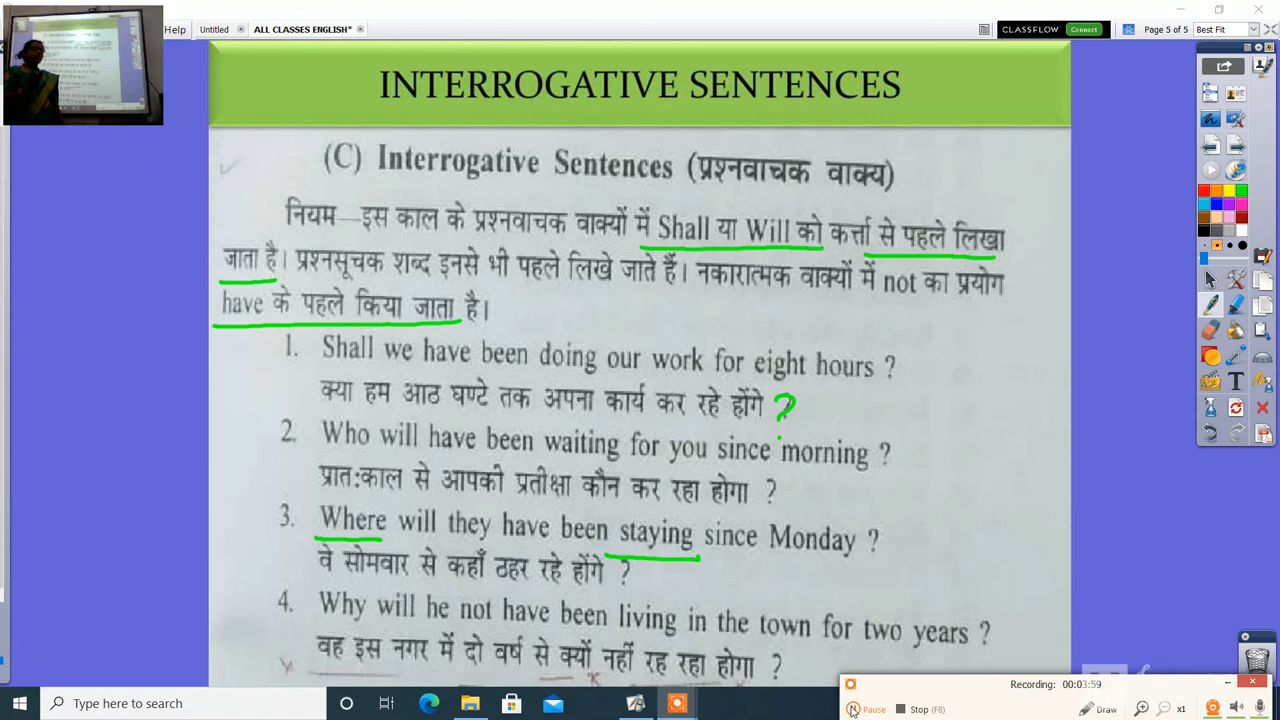 Help
Untitled
ALL CLASSES ENGLISH*
CLASSFLOW
Connect
Page 5 of 5
Best Fit
INTERROGATIVE SENTENCES
(C) Interrogative Sentences (प्रश्नवाचक वाक्य)
नियम—इस काल के प्रश्नवाचक वाक्यों में Shall या Will को कर्त्ता से पहले लिखा
जाता है। प्रश्नसूचक शब्द इनसे भी पहले लिखे जाते हैं। नकारात्मक वाक्यों में not का प्रयोग
have के पहले किया जाता है।
1. Shall we have been doing our work for eight hours ?
क्या हम आठ घण्टे तक अपना कार्य कर रहे होंगे ?
2. Who will have been waiting for you since morning ?
प्रात:काल से आपकी प्रतीक्षा कौन कर रहा होगा ?
3. Where will they have been staying since Monday ?
वे सोमवार से कहाँ ठहर रहे होंगे ?
4. Why will he not have been living in the town for two years ?
वह इस नगर में दो वर्ष से क्यों नहीं रह रहा होगा ?
Recording: 00:03:59
Pause
Stop (F8)
Draw
x1
Type here to search